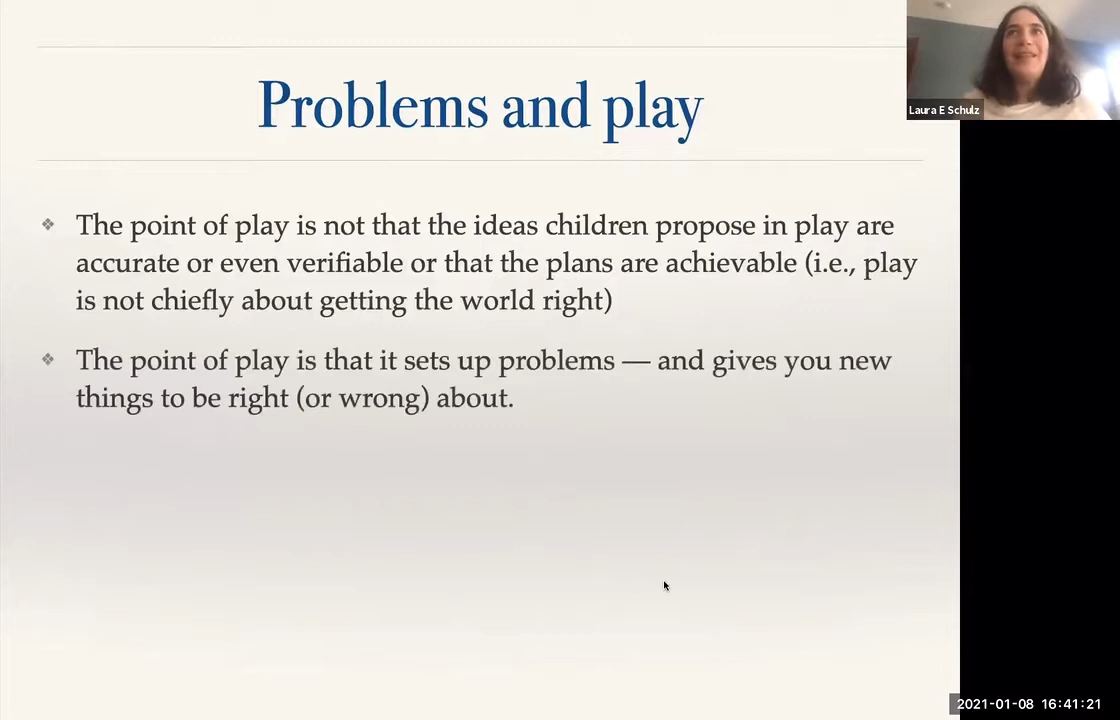 Problems and play
Laura E Schulz
❖ The point of play is not that the ideas children propose in play are
accurate or even verifiable or that the plans are achievable (i.e., play
is not chiefly about getting the world right)
❖ The point of play is that it sets up problems — and gives you new
things to be right (or wrong) about.
2021-01-08 16:41:21